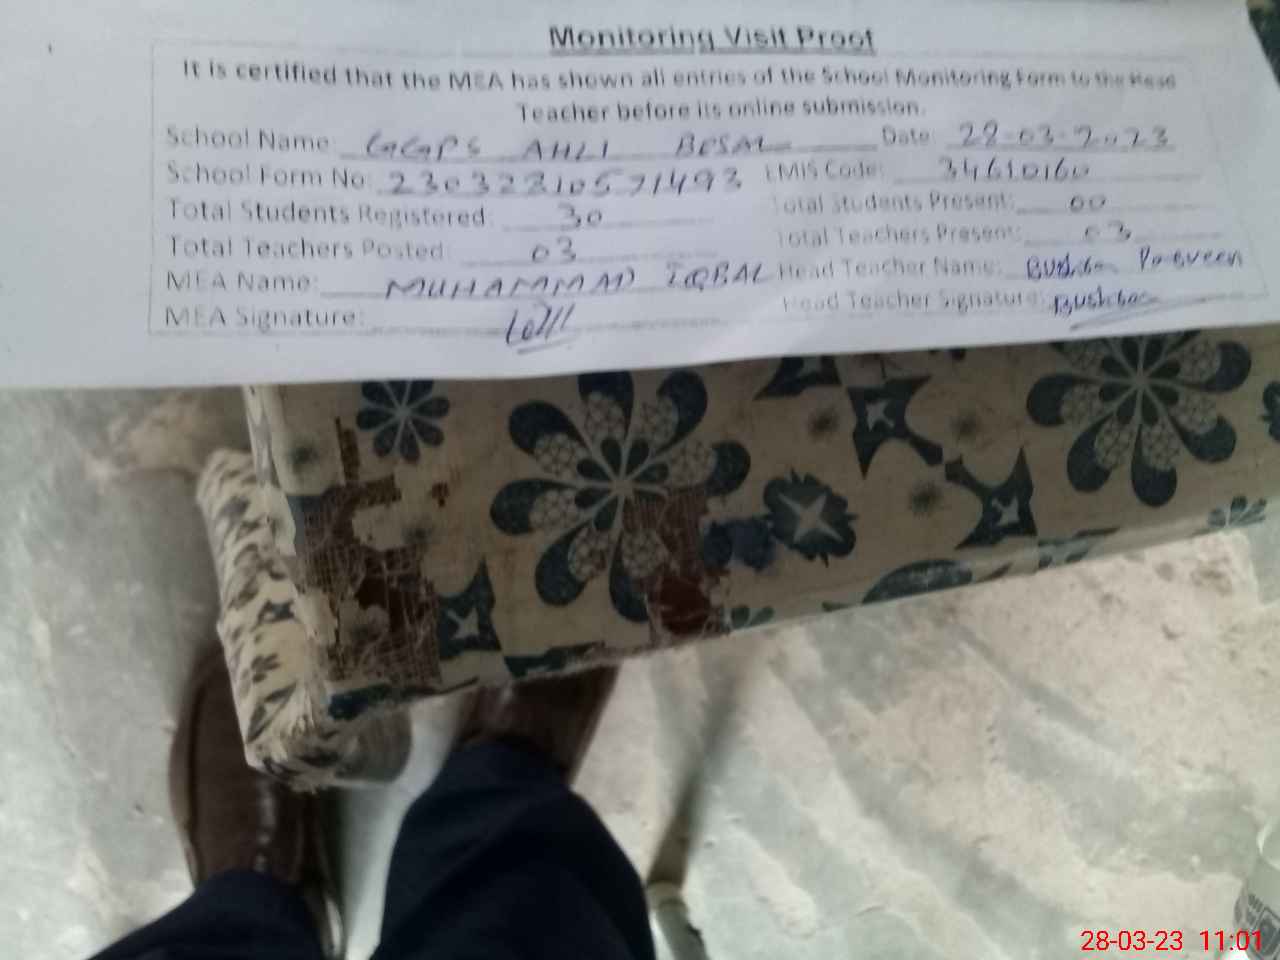 Monitoring Visit Proof
It is certified that the MEA has shown all entries of the School Monitoring Form to the Head
Teacher before its online submission.
School Name GGPS AHLI BESAL Date: 28-03-2023
School Form No: 23032810571493 EMIS Code: 34610160
Total Students Registered: 30 Total Students Present: 00
Total Teachers Posted: 03 Total Teachers Present: 03
MEA Name: MUHAMMAD IQBAL Head Teacher Name: Bushra Parveen
MEA Signature: Head Teacher Signature: Bushra
28-03-23 11:01